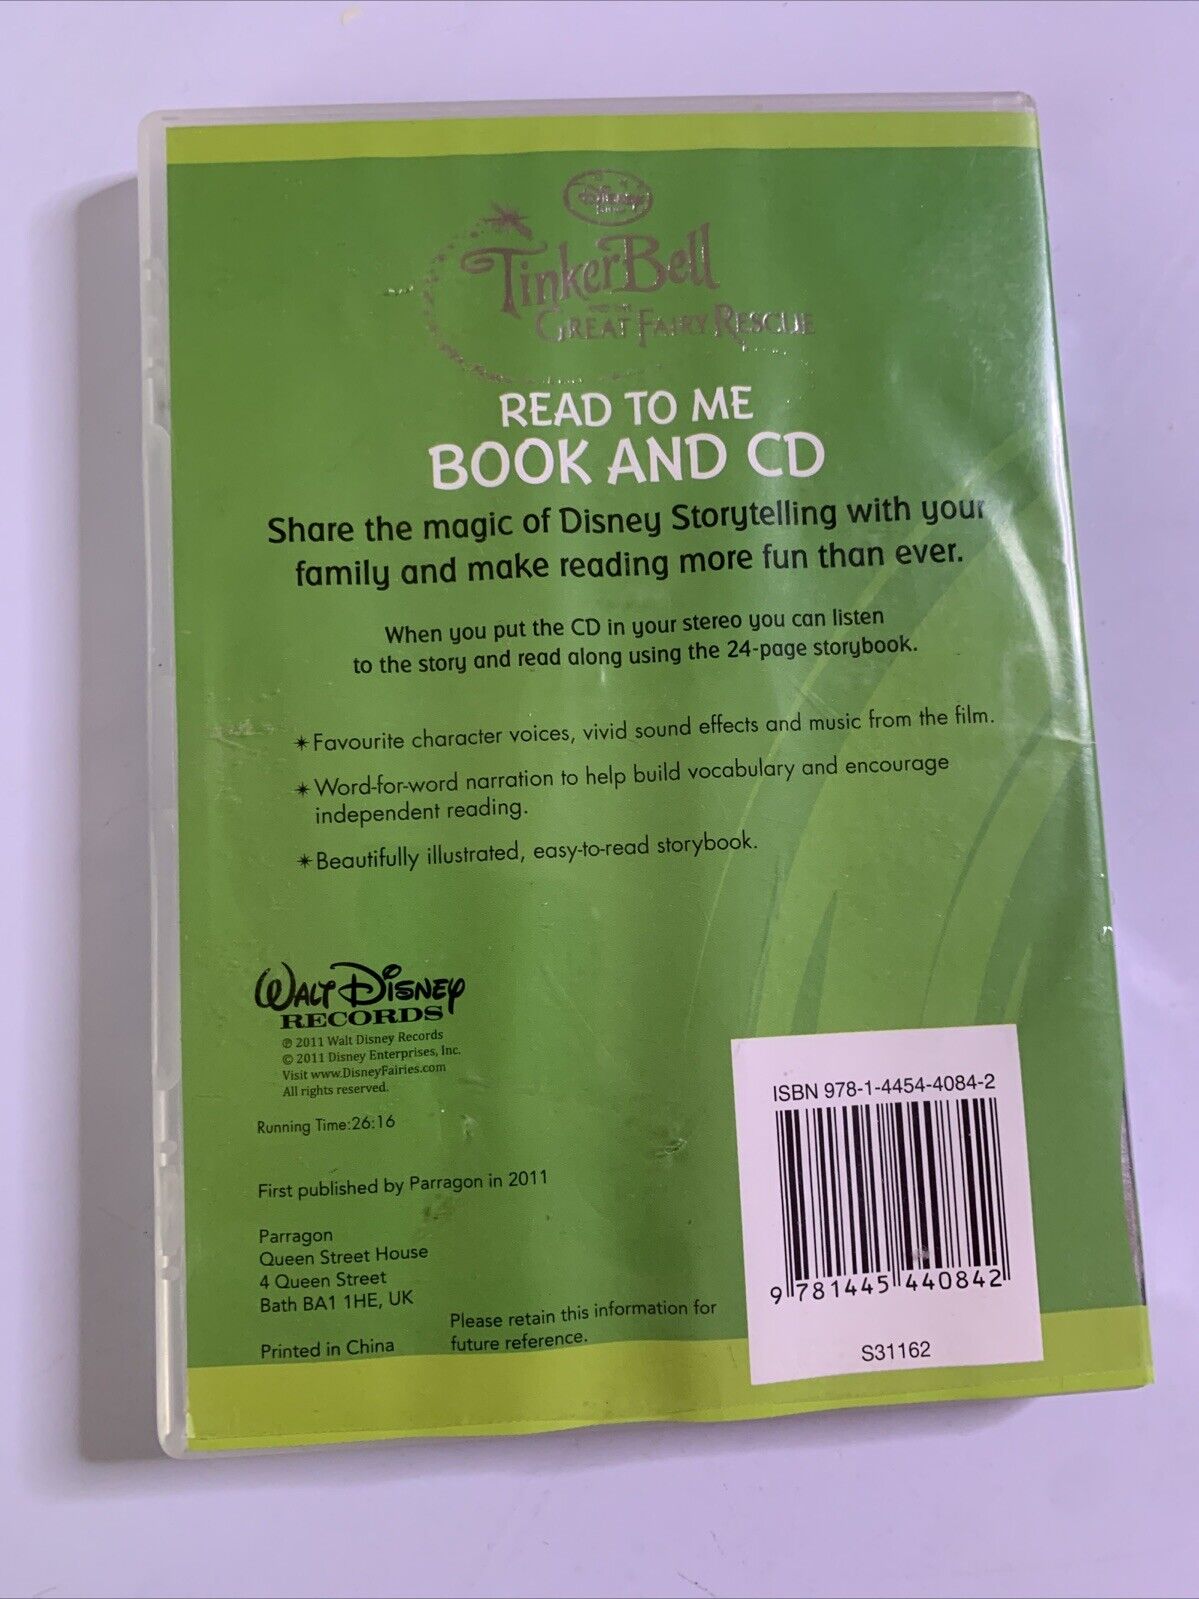 Disney
Tinker Bell
AND THE
GREAT FAIRY RESCUE
READ TO ME
BOOK AND CD
Share the magic of Disney Storytelling with your
family and make reading more fun than ever.
When you put the CD in your stereo you can listen
to the story and read along using the 24-page storybook.
✴ Favourite character voices, vivid sound effects and music from the film.
✴ Word-for-word narration to help build vocabulary and encourage
independent reading.
✴ Beautifully illustrated, easy-to-read storybook.
WALT DISNEY
RECORDS
℗ 2011 Walt Disney Records
© 2011 Disney Enterprises, Inc.
Visit www.DisneyFairies.com
All rights reserved.
Running Time:26:16
First published by Parragon in 2011
Parragon
Queen Street House
4 Queen Street
Bath BA1 1HE, UK
Printed in China
Please retain this information for
future reference.
ISBN 978-1-4454-4084-2
9 781445 440842
S31162